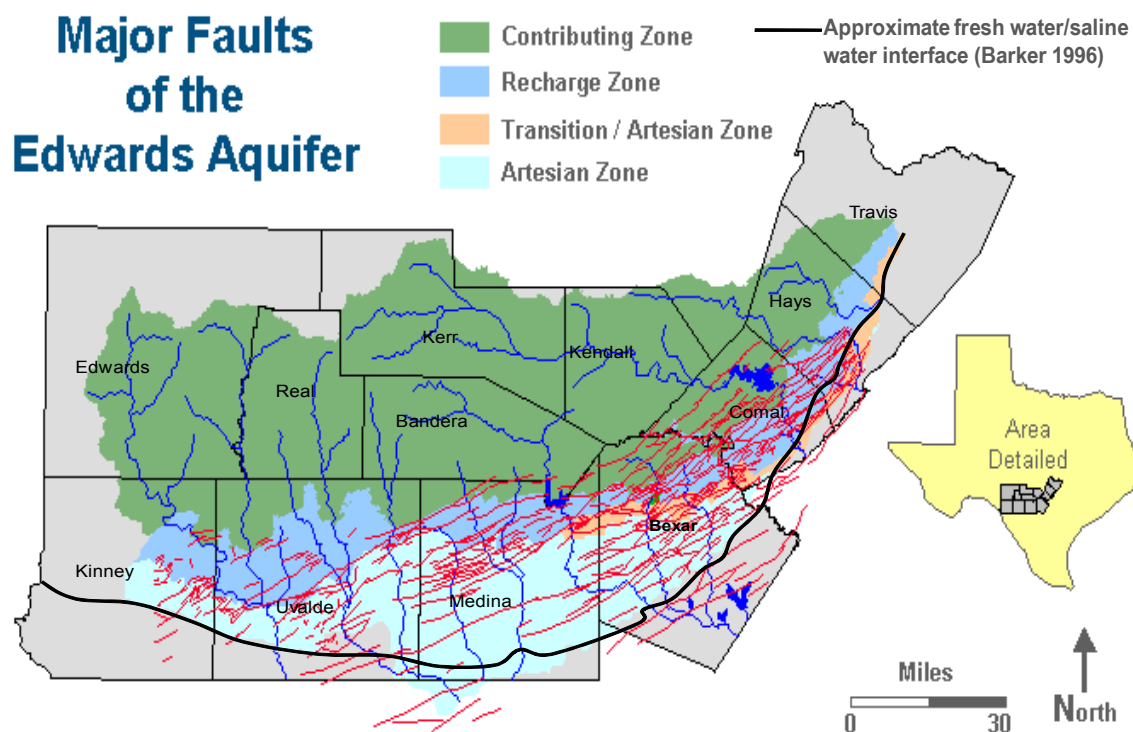 Major Faults
of the
Edwards Aquifer
Contributing Zone
Recharge Zone
Transition / Artesian Zone
Artesian Zone
Approximate fresh water/saline
water interface (Barker 1996)
Travis
Hays
Kerr
Kendall
Edwards
Real
Bandera
Comal
Bexar
Kinney
Uvalde
Medina
Area
Detailed
Miles
0 30
North